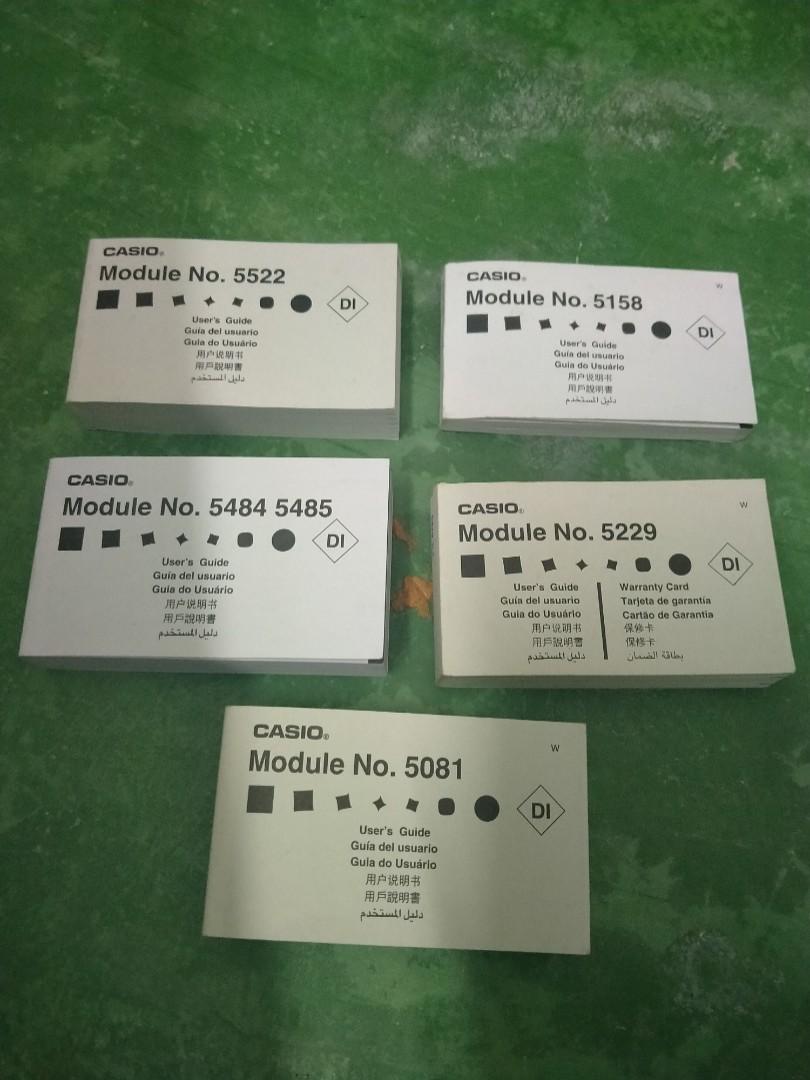 CASIO®
Module No. 5522
DI
User's Guide
Guía del usuario
Guia do Usuário
用户说明书
用戶說明書
دليل المستخدم
CASIO®
W
Module No. 5158
DI
User's Guide
Guía del usuario
Guia do Usuário
用户说明书
用戶說明書
دليل المستخدم
CASIO®
Module No. 5484 5485
DI
User's Guide
Guía del usuario
Guia do Usuário
用户说明书
用戶說明書
دليل المستخدم
CASIO®
W
Module No. 5229
DI
User's Guide
Guía del usuario
Guia do Usuário
用户说明书
用戶說明書
دليل المستخدم
Warranty Card
Tarjeta de garantía
Cartão de Garantia
保修卡
保修卡
بطاقة الضمان
CASIO®
W
Module No. 5081
DI
User's Guide
Guía del usuario
Guia do Usuário
用户说明书
用戶說明書
دليل المستخدم